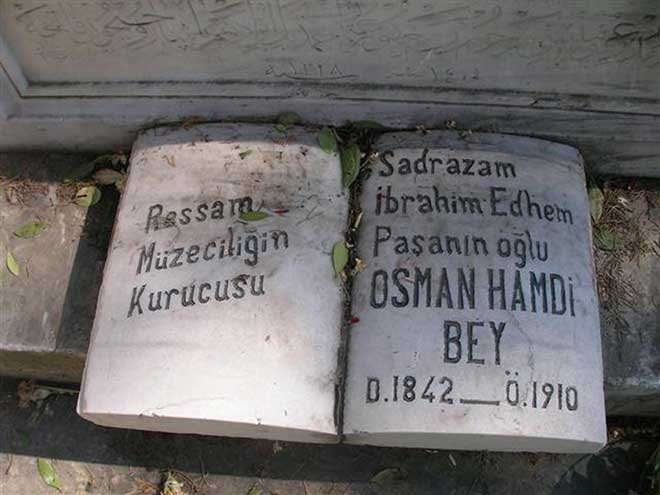 Ressam
Müzeciliğin
Kurucusu
Sadrazam
İbrahim Edhem
Paşanın oğlu
OSMAN HAMDİ
BEY
D.1842 — Ö.1910